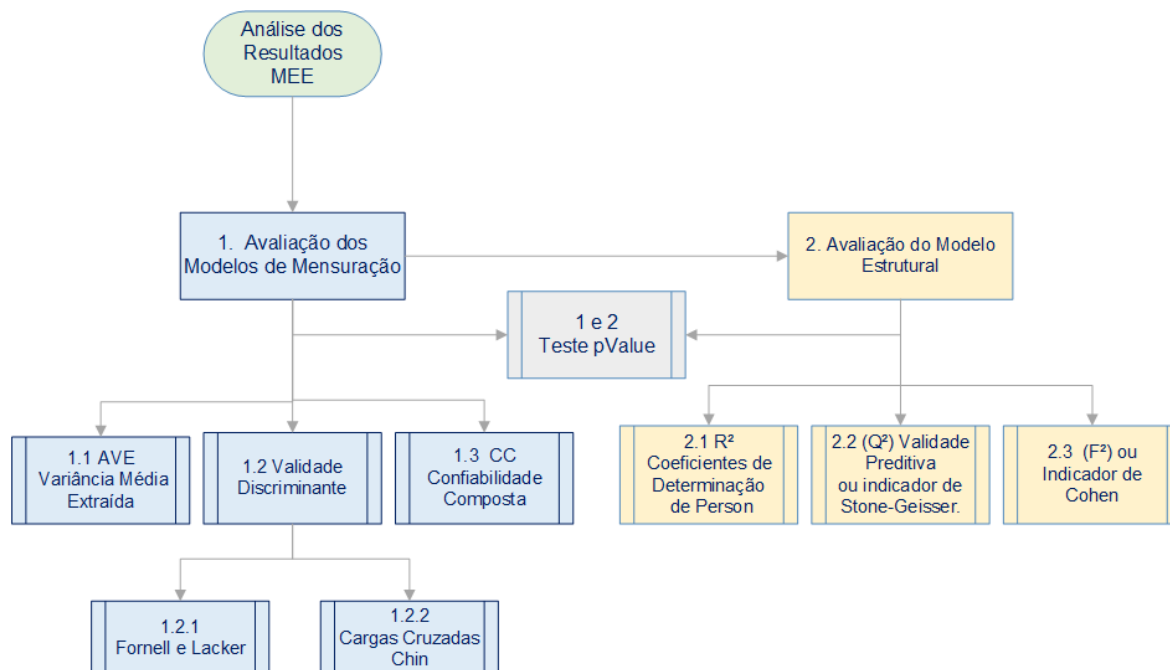 Análise dos
Resultados
MEE
1. Avaliação dos
Modelos de Mensuração
2. Avaliação do Modelo
Estrutural
1 e 2
Teste pValue
1.1 AVE
Variância Média
Extraída
1.2 Validade
Discriminante
1.3 CC
Confiabilidade
Composta
2.1 R²
Coeficientes de
Determinação
de Person
2.2 (Q²) Validade
Preditiva
ou indicador de
Stone-Geisser.
2.3 (F²) ou
Indicador de
Cohen
1.2.1
Fornell e Lacker
1.2.2
Cargas Cruzadas
Chin